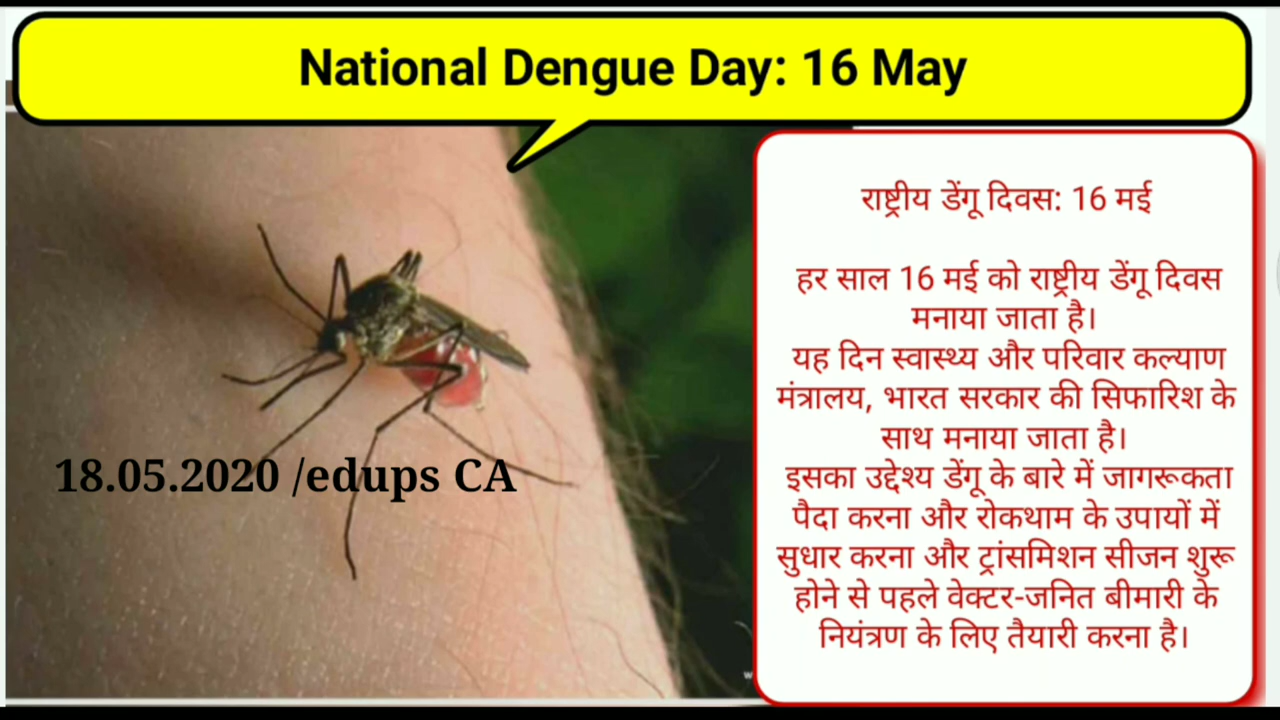 National Dengue Day: 16 May
राष्ट्रीय डेंगू दिवस: 16 मई
हर साल 16 मई को राष्ट्रीय डेंगू दिवस
मनाया जाता है।
यह दिन स्वास्थ्य और परिवार कल्याण
मंत्रालय, भारत सरकार की सिफारिश के
साथ मनाया जाता है।
इसका उद्देश्य डेंगू के बारे में जागरूकता
पैदा करना और रोकथाम के उपायों में
सुधार करना और ट्रांसमिशन सीजन शुरू
होने से पहले वेक्टर-जनित बीमारी के
नियंत्रण के लिए तैयारी करना है।
18.05.2020 /edups CA